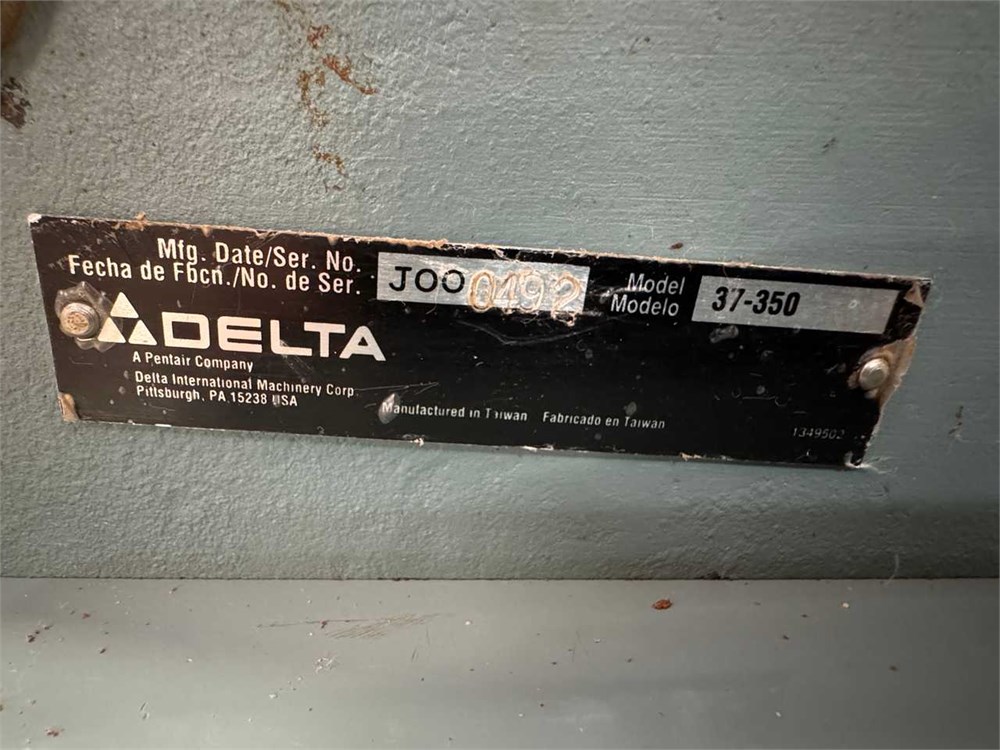 Mfg. Date/Ser. No.
Fecha de Fbcn./No. de Ser.
JOO 0492
Model
Modelo
37-350
DELTA
A Pentair Company
Delta International Machinery Corp.
Pittsburgh, PA 15238 USA
Manufactured in Taiwan Fabricado en Taiwan
1349502